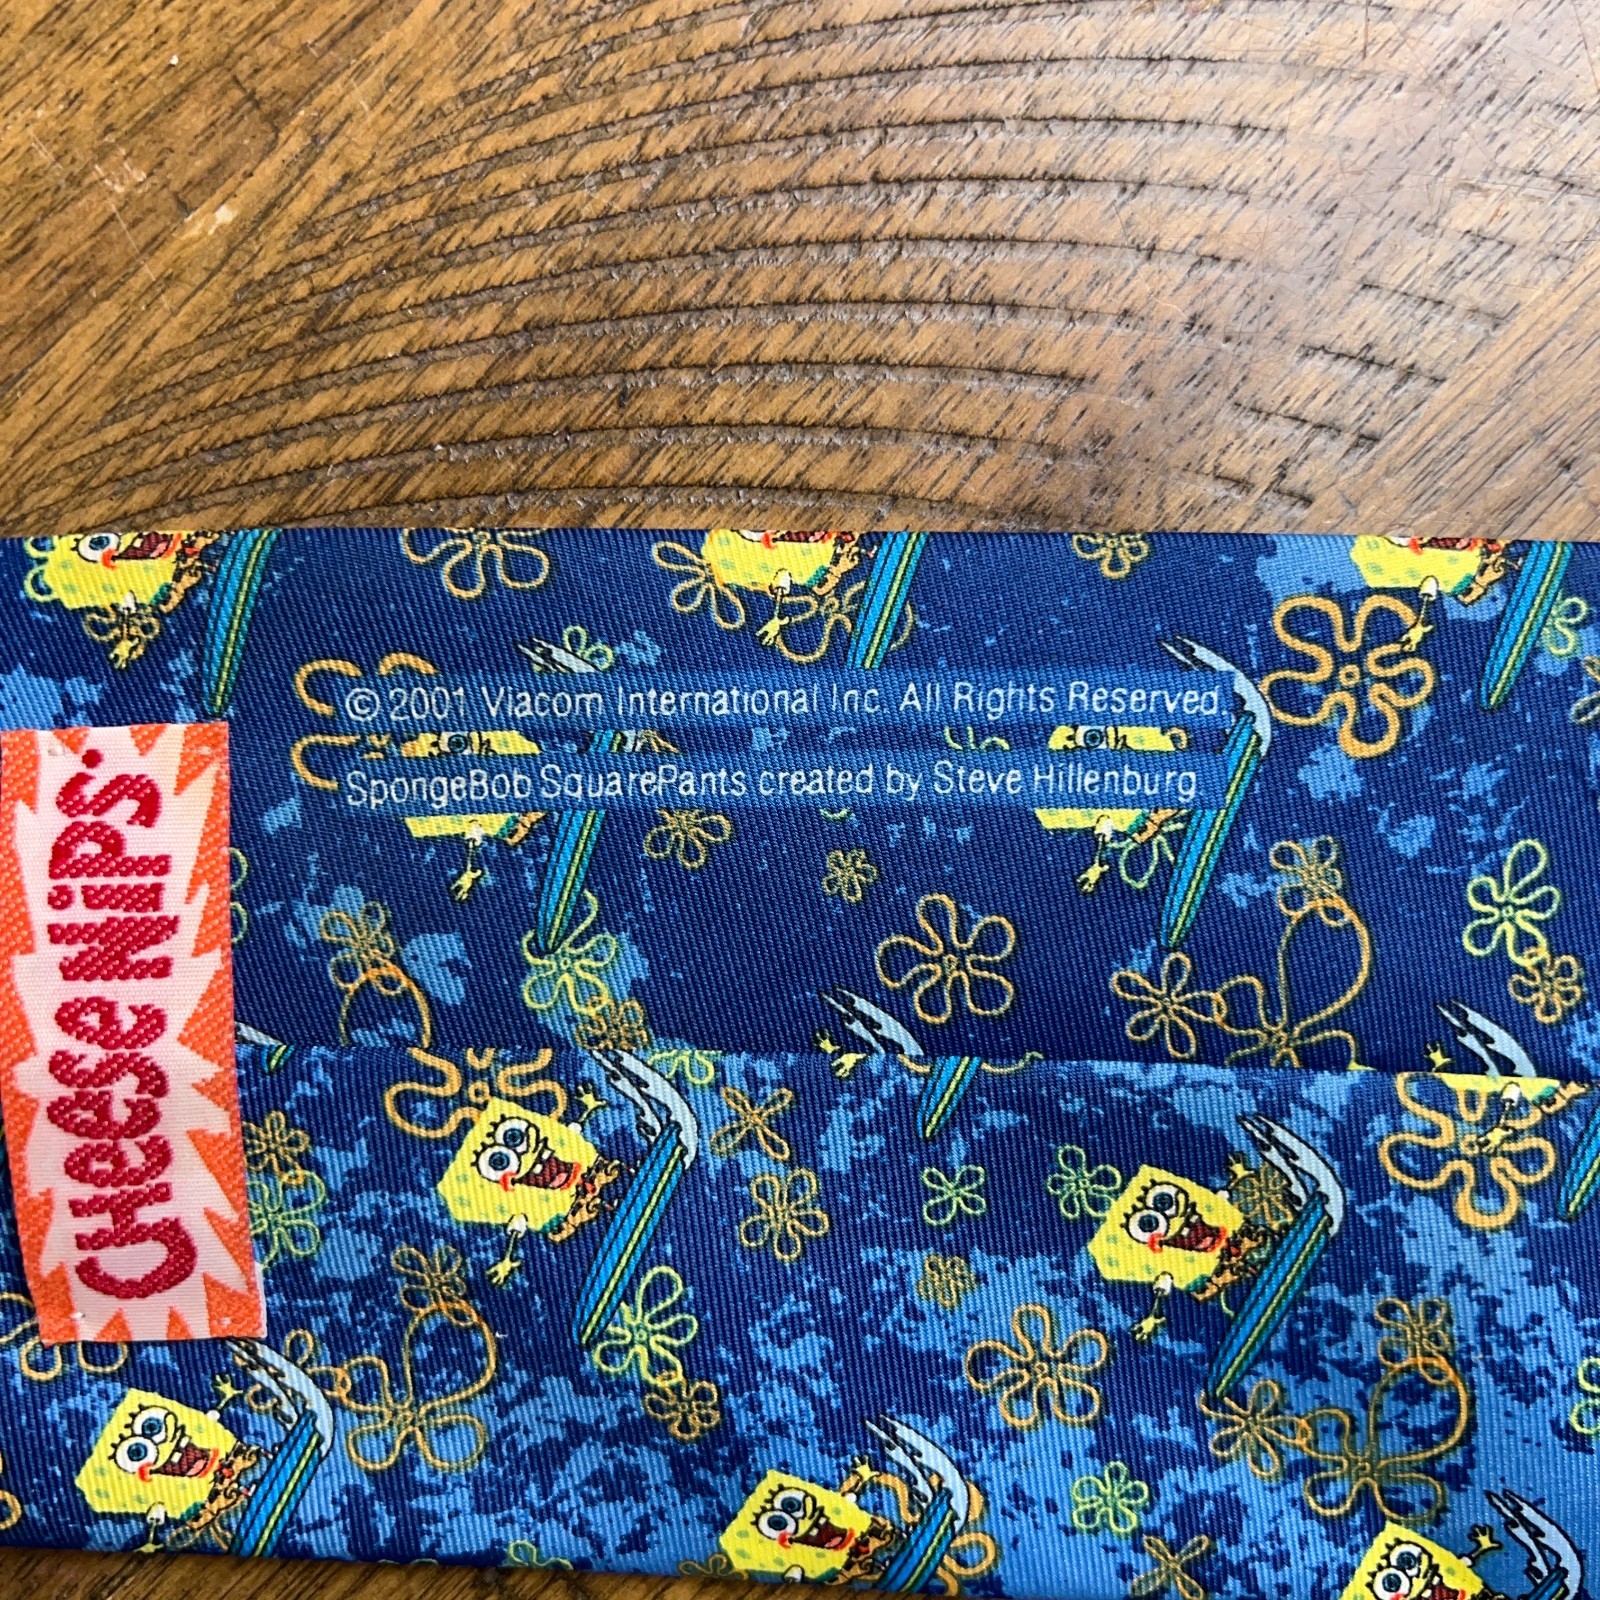 © 2001 Viacom International Inc. All Rights Reserved.
SpongeBob SquarePants created by Steve Hillenburg
CHEESE NIPS